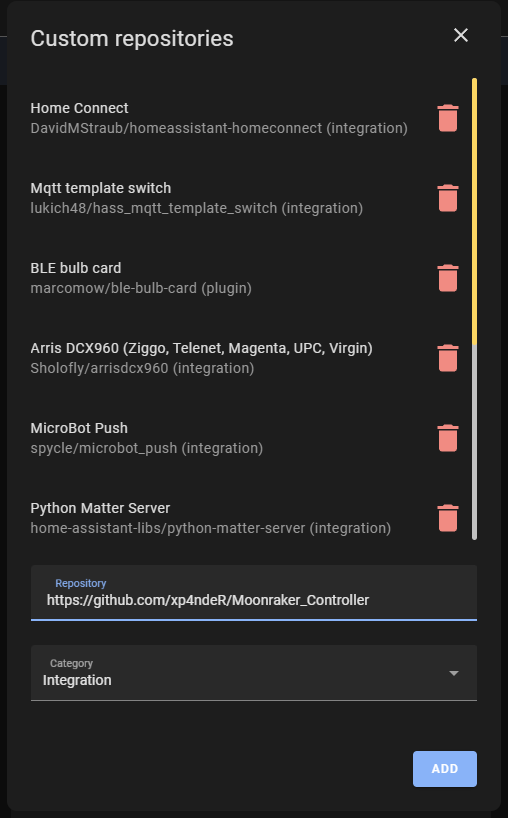 Custom repositories
Home Connect
DavidMStraub/homeassistant-homeconnect (integration)
Mqtt template switch
lukich48/hass_mqtt_template_switch (integration)
BLE bulb card
marcomow/ble-bulb-card (plugin)
Arris DCX960 (Ziggo, Telenet, Magenta, UPC, Virgin)
Sholofly/arrisdcx960 (integration)
MicroBot Push
spycle/microbot_push (integration)
Python Matter Server
home-assistant-libs/python-matter-server (integration)
Repository
https://github.com/xp4ndeR/Moonraker_Controller
Category
Integration
ADD